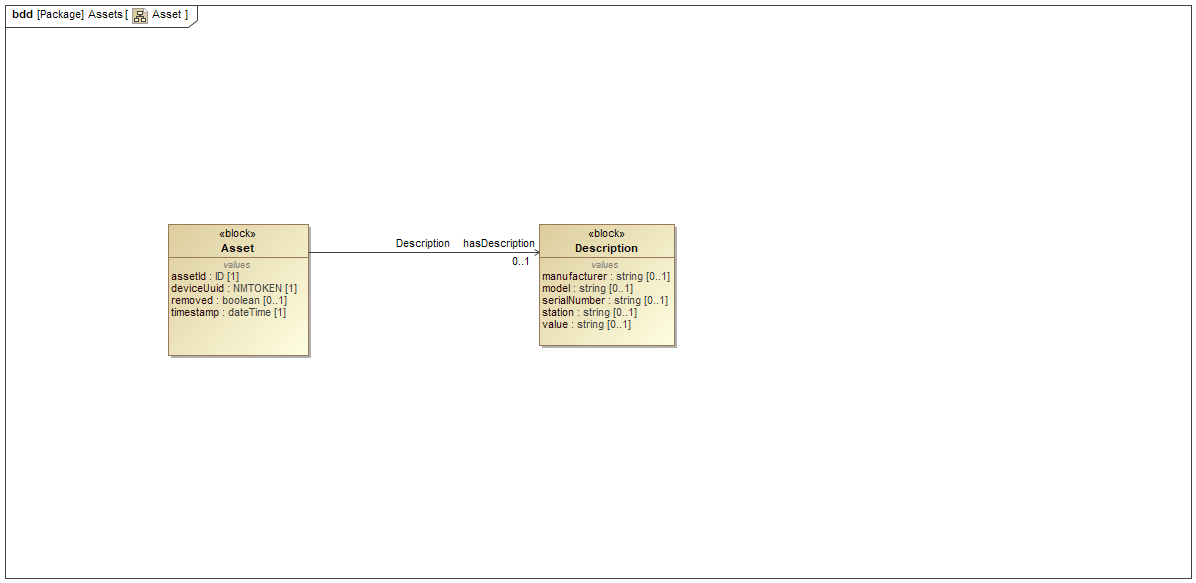 bdd [Package] Assets [ Asset ]
«block»
Asset
values
assetId : ID [1]
deviceUuid : NMTOKEN [1]
removed : boolean [0..1]
timestamp : dateTime [1]
Description hasDescription
0..1
«block»
Description
values
manufacturer : string [0..1]
model : string [0..1]
serialNumber : string [0..1]
station : string [0..1]
value : string [0..1]